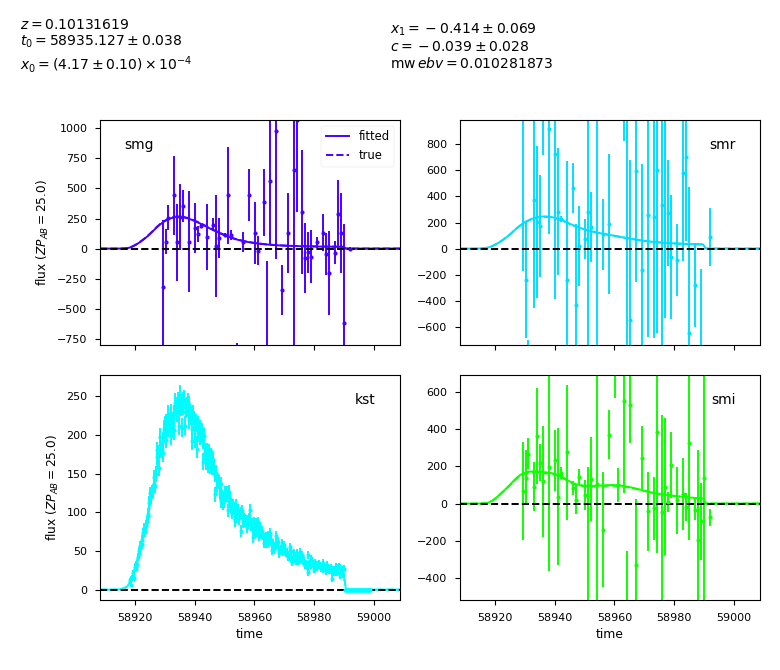 z = 0.10131619
t₀ = 58935.127 ± 0.038
x₀ = (4.17 ± 0.10) × 10⁻⁴
x₁ = −0.414 ± 0.069
c = −0.039 ± 0.028
mw ebv = 0.010281873
smg
fitted
true
1000
750
500
250
0
−250
−500
−750
flux (ZP_AB = 25.0)
smr
800
600
400
200
0
−200
−400
−600
kst
250
200
150
100
50
0
flux (ZP_AB = 25.0)
58920 58940 58960 58980 59000
time
smi
600
400
200
0
−200
−400
58920 58940 58960 58980 59000
time